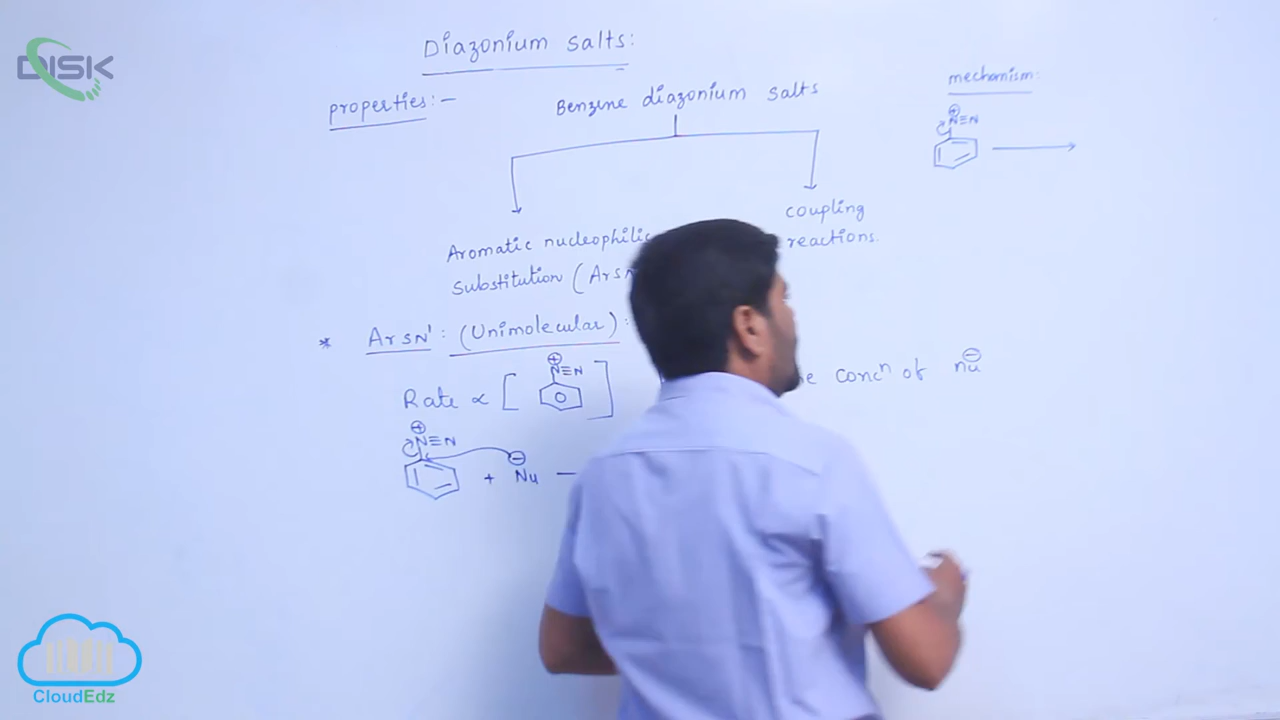 DISK
Diazonium salts:
properties:-
Benzine diazonium salts
mechanism:
⊕
N≡N
coupling
reactions.
Aromatic nucleophilic
substitution (ArSN
* ArSN¹: (Unimolecular):
Rate ∝ [ ⊕ N≡N ]
conc^n of nu⊖
⊕
N≡N
+ Nu⊖ —
CloudEdz